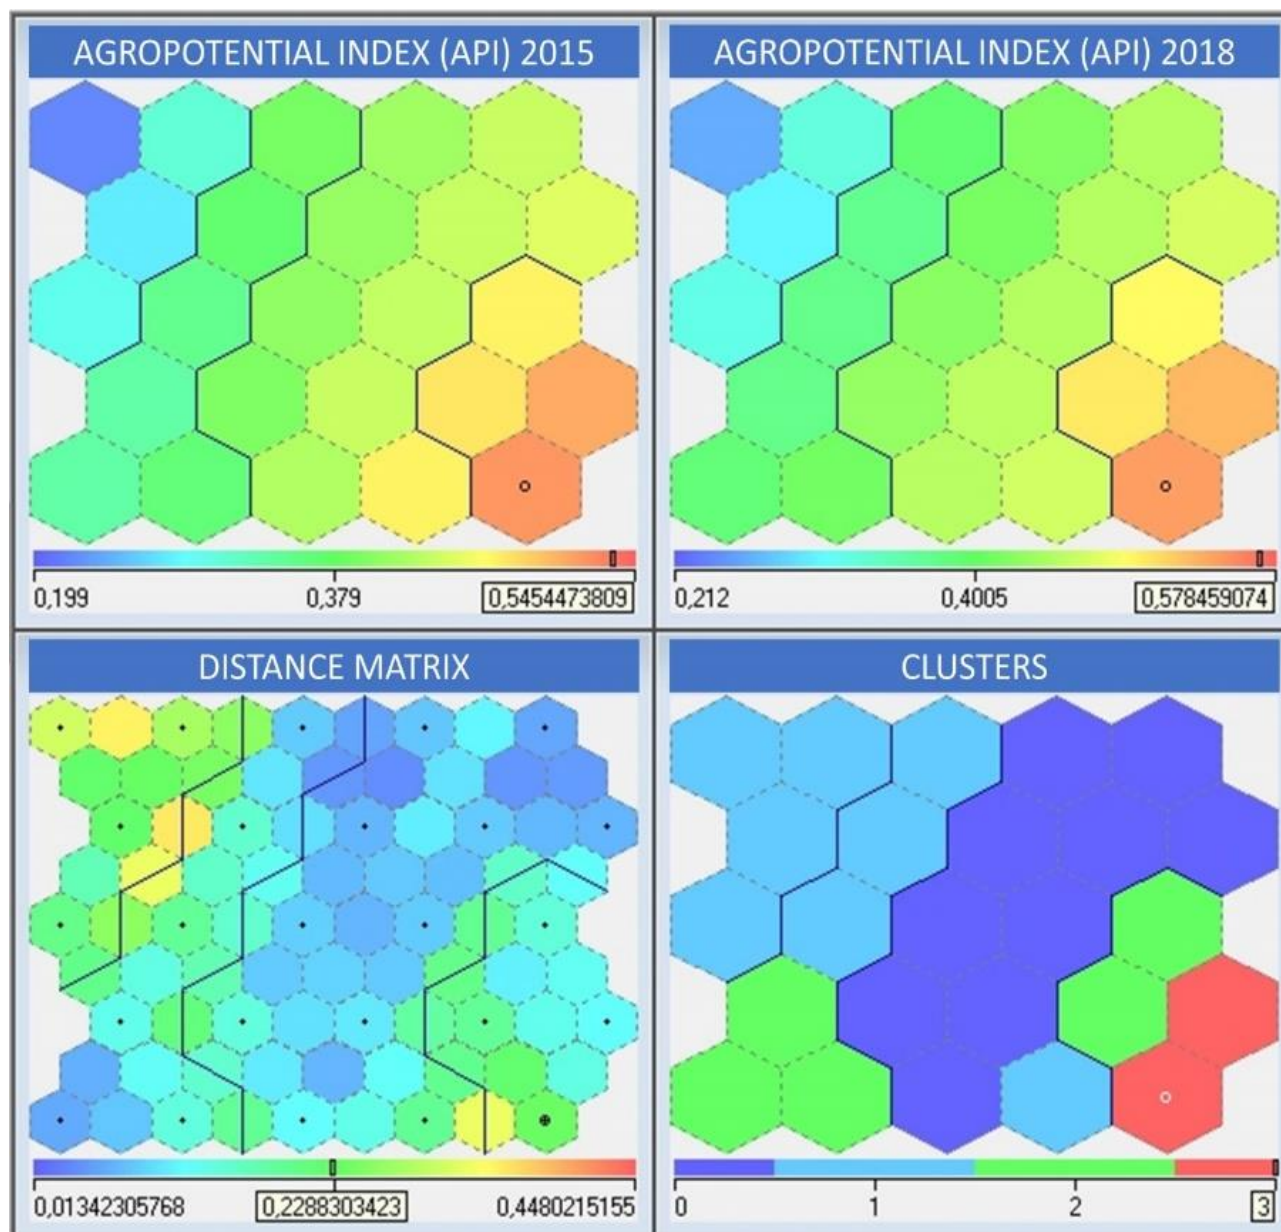 AGROPOTENTIAL INDEX (API) 2015
AGROPOTENTIAL INDEX (API) 2018
0,199 0,379 0,5454473809
0,212 0,4005 0,578459074
DISTANCE MATRIX
CLUSTERS
0,01342305768 0,2288303423 0,4480215155
0 1 2 3